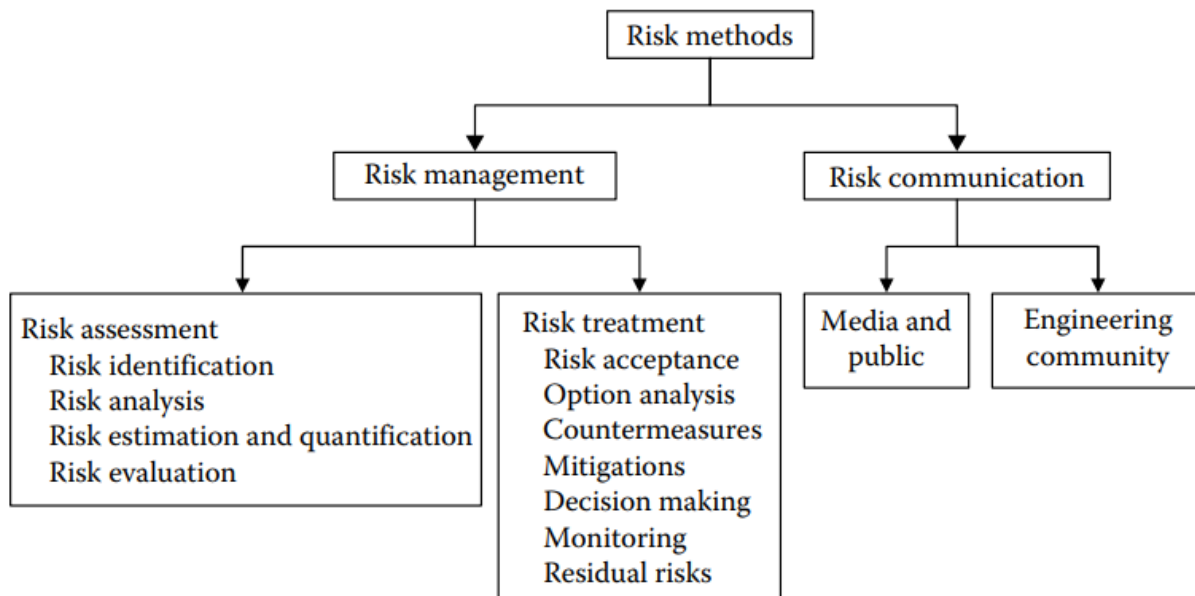 Risk methods
Risk management
Risk communication
Risk assessment
Risk identification
Risk analysis
Risk estimation and quantification
Risk evaluation
Risk treatment
Risk acceptance
Option analysis
Countermeasures
Mitigations
Decision making
Monitoring
Residual risks
Media and
public
Engineering
community